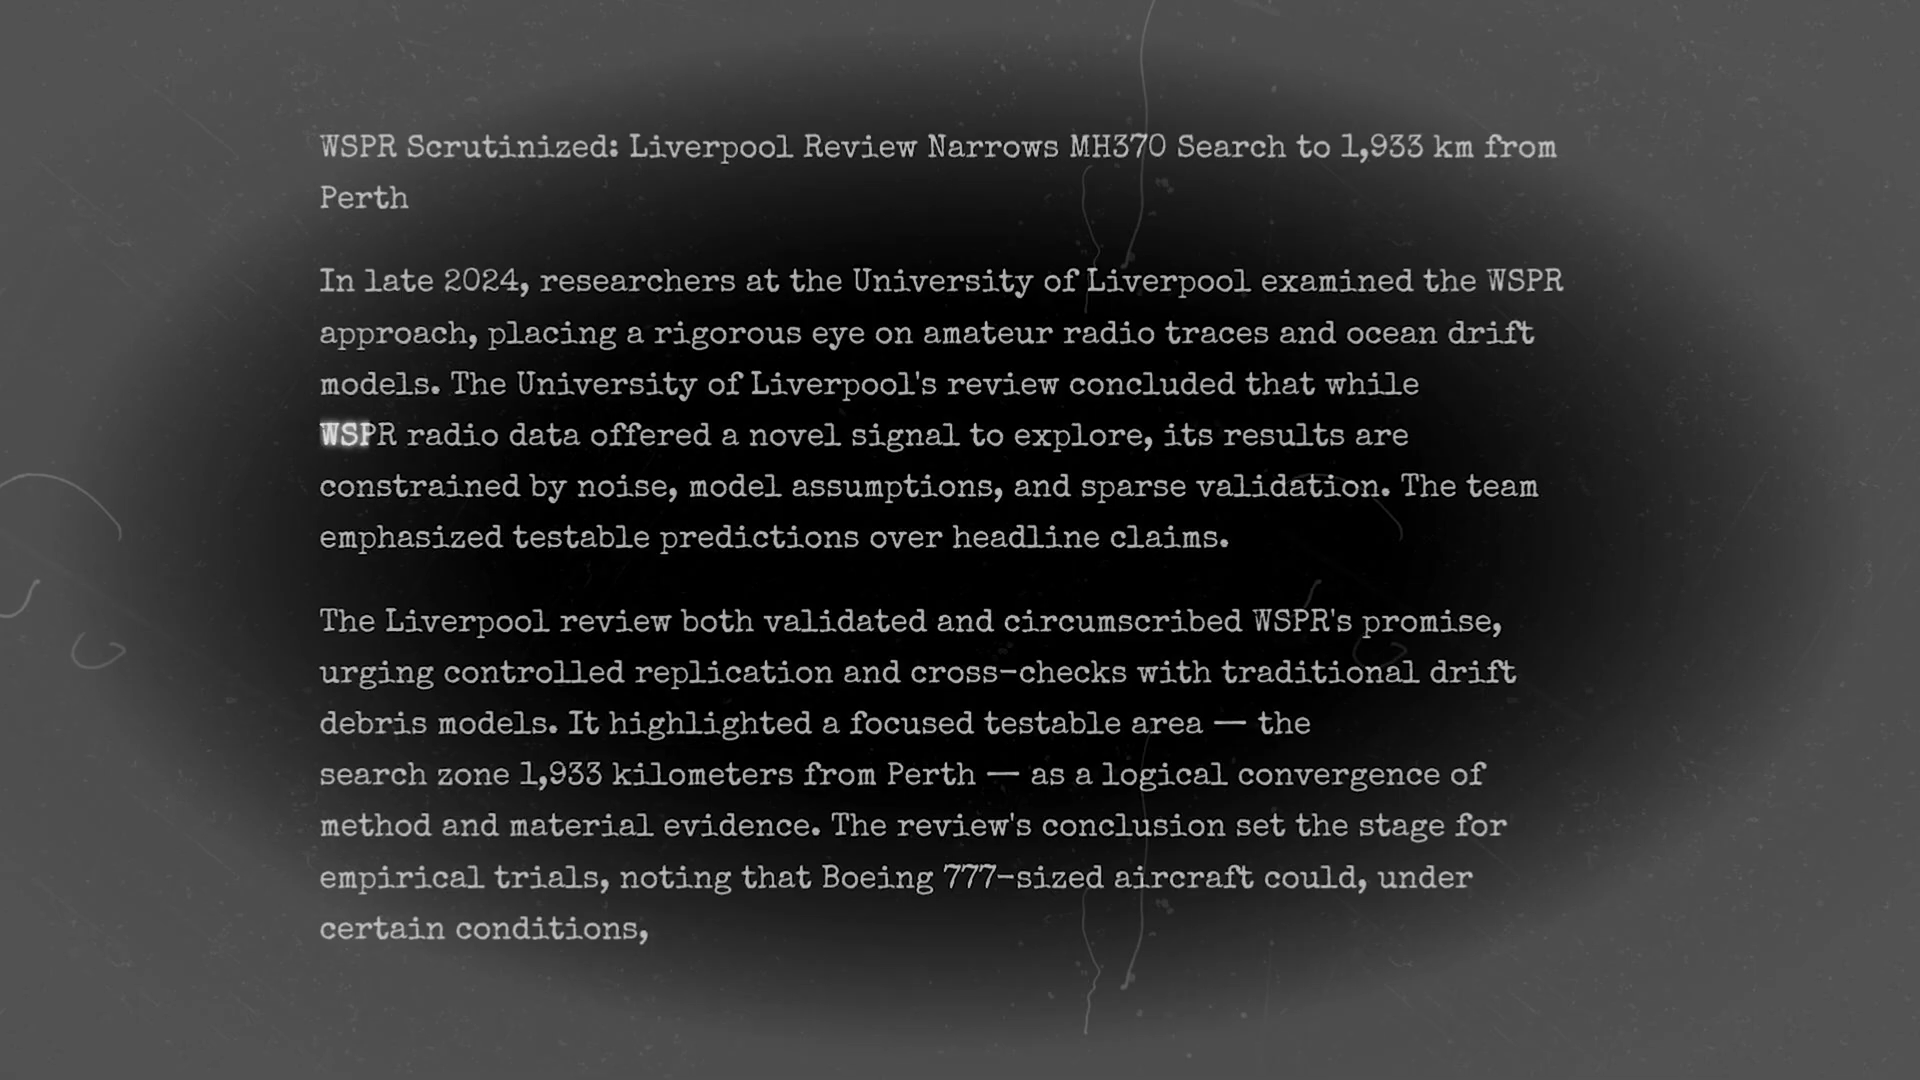 WSPR Scrutinized: Liverpool Review Narrows MH370 Search to 1,933 km from
Perth
In late 2024, researchers at the University of Liverpool examined the WSPR
approach, placing a rigorous eye on amateur radio traces and ocean drift
models. The University of Liverpool's review concluded that while
WSPR radio data offered a novel signal to explore, its results are
constrained by noise, model assumptions, and sparse validation. The team
emphasized testable predictions over headline claims.
The Liverpool review both validated and circumscribed WSPR's promise,
urging controlled replication and cross-checks with traditional drift
debris models. It highlighted a focused testable area — the
search zone 1,933 kilometers from Perth — as a logical convergence of
method and material evidence. The review's conclusion set the stage for
empirical trials, noting that Boeing 777-sized aircraft could, under
certain conditions,